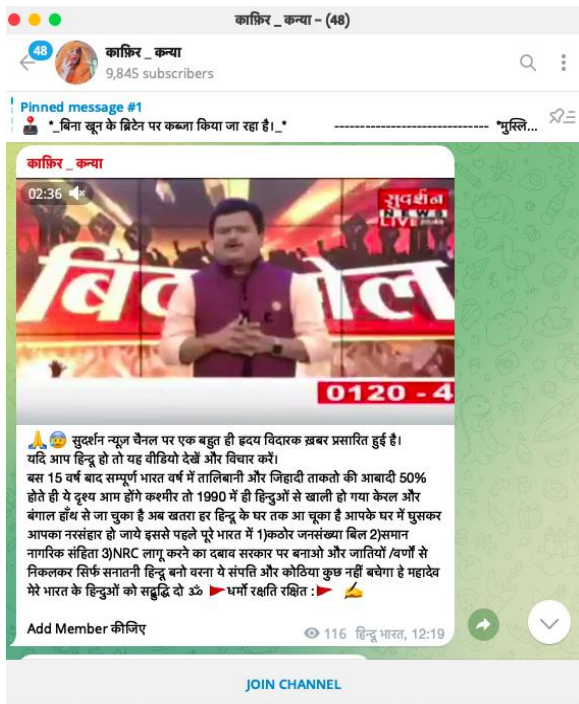 काफ़िर _ कन्या – (48)
48
काफ़िर _ कन्या
9,845 subscribers
Pinned message #1
*_बिना खून के ब्रिटेन पर कब्जा किया जा रहा है।_* ------------------------------ *मुस्लि...
काफ़िर _ कन्या
02:36
सुदर्शन
NEWS
LIVE
बिंदास बोल
0120 - 4
सुदर्शन न्यूज़ चैनल पर एक बहुत ही ह्रदय विदारक ख़बर प्रसारित हुई है।
यदि आप हिन्दू हो तो यह वीडियो देखें और विचार करें।
बस 15 वर्ष बाद सम्पूर्ण भारत वर्ष में तालिबानी और जिहादी ताकतो की आबादी 50%
होते ही ये दृश्य आम होंगे कश्मीर तो 1990 में ही हिन्दुओं से खाली हो गया केरल और
बंगाल हाँथ से जा चुका है अब खतरा हर हिन्दू के घर तक आ चूका है आपके घर में घुसकर
आपका नरसंहार हो जाये इससे पहले पूरे भारत में 1)कठोर जनसंख्या बिल 2)समान
नागरिक संहिता 3)NRC लागू करने का दबाव सरकार पर बनाओ और जातियों /वर्णों से
निकलकर सिर्फ सनातनी हिन्दू बनो वरना ये संपत्ति और कोठिया कुछ नहीं बचेगा हे महादेव
मेरे भारत के हिन्दुओं को सद्बुद्धि दो ॐ 🚩धर्मो रक्षति रक्षित :🚩 ✍
Add Member कीजिए
116 हिन्दू भारत, 12:19
JOIN CHANNEL